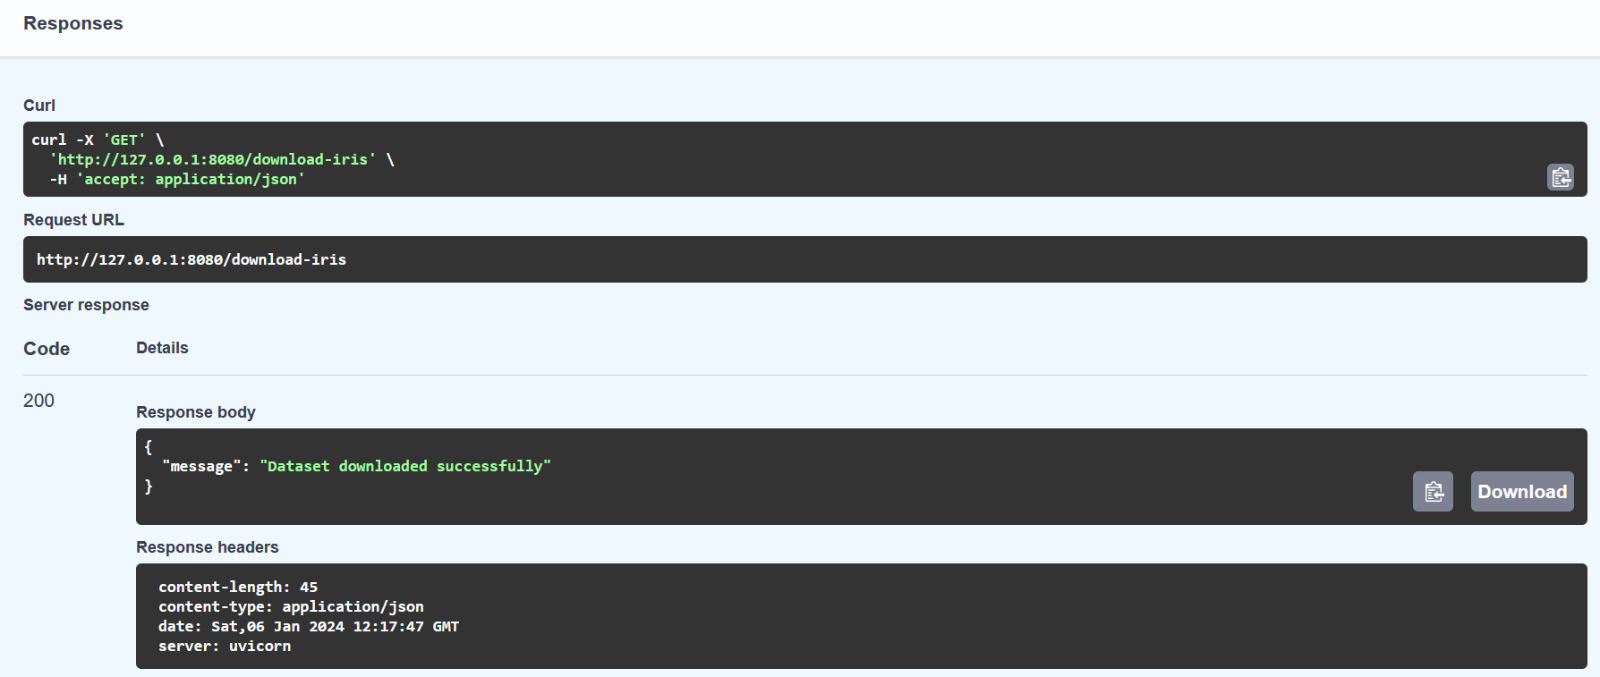 Responses
Curl
curl -X 'GET' \
'http://127.0.0.1:8080/download-iris' \
-H 'accept: application/json'
Request URL
http://127.0.0.1:8080/download-iris
Server response
Code Details
200
Response body
{
"message": "Dataset downloaded successfully"
}
Download
Response headers
content-length: 45
content-type: application/json
date: Sat,06 Jan 2024 12:17:47 GMT
server: uvicorn